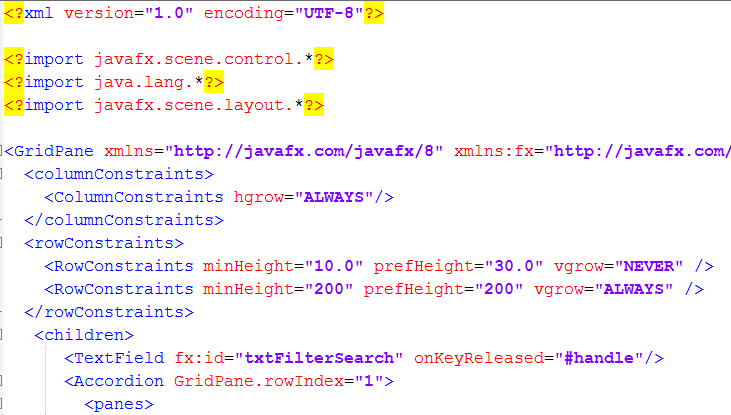 <?xml version="1.0" encoding="UTF-8"?>
<?import javafx.scene.control.*?>
<?import java.lang.*?>
<?import javafx.scene.layout.*?>
<GridPane xmlns="http://javafx.com/javafx/8" xmlns:fx="http://javafx.com/
<columnConstraints>
<ColumnConstraints hgrow="ALWAYS"/>
</columnConstraints>
<rowConstraints>
<RowConstraints minHeight="10.0" prefHeight="30.0" vgrow="NEVER" />
<RowConstraints minHeight="200" prefHeight="200" vgrow="ALWAYS" />
</rowConstraints>
<children>
<TextField fx:id="txtFilterSearch" onKeyReleased="#handle"/>
<Accordion GridPane.rowIndex="1">
<panes>